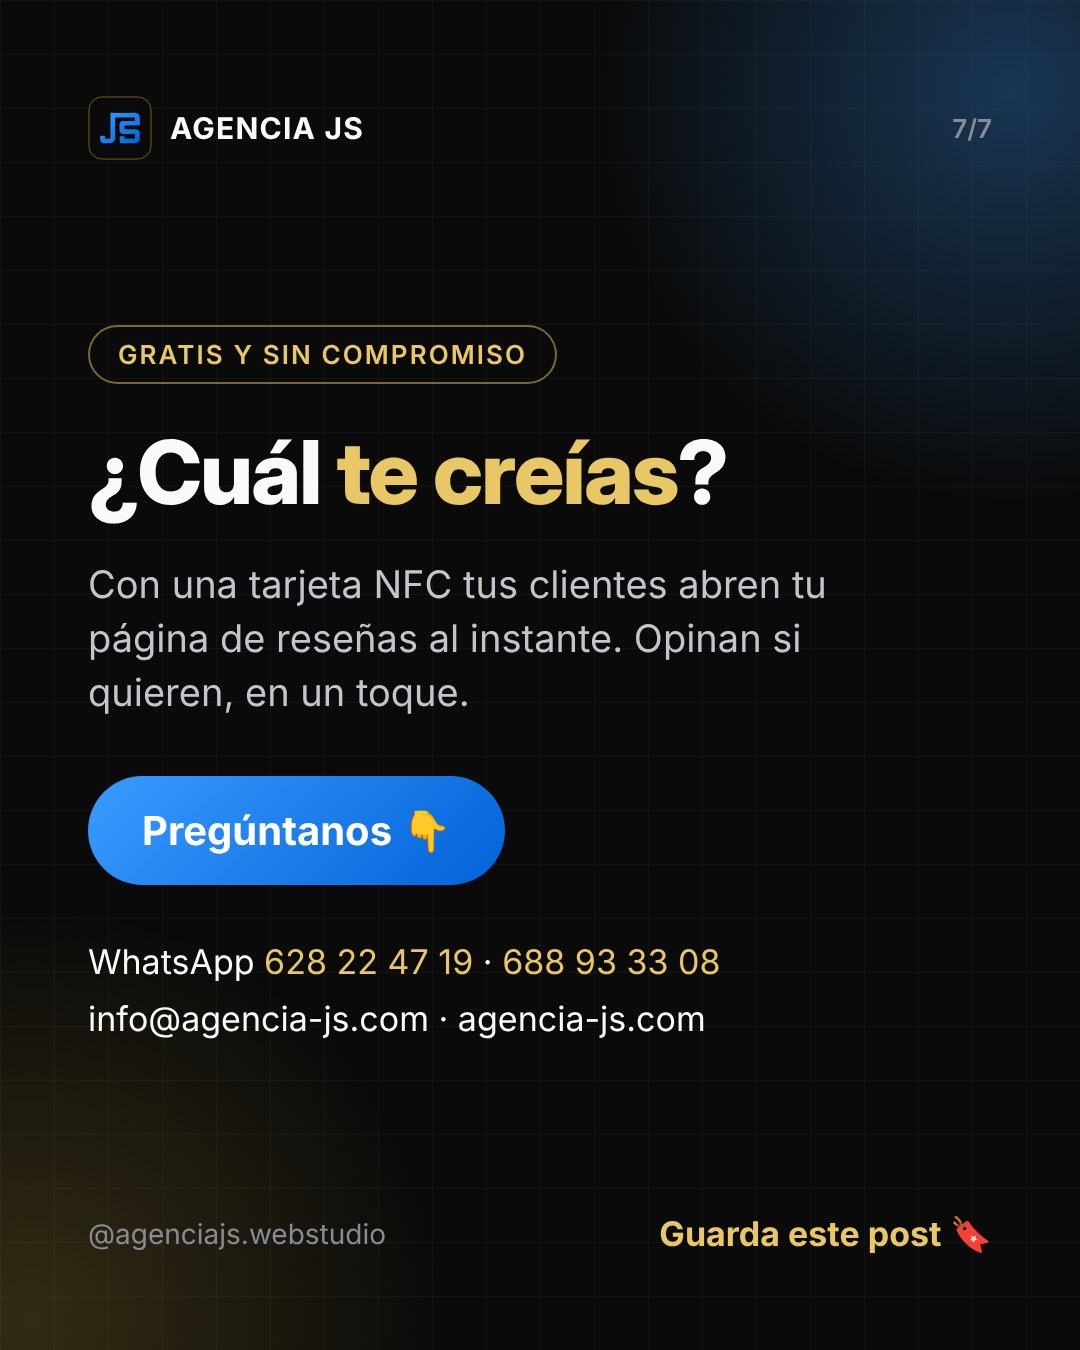 JS AGENCIA JS
7/7
GRATIS Y SIN COMPROMISO
¿Cuál te creías?
Con una tarjeta NFC tus clientes abren tu
página de reseñas al instante. Opinan si
quieren, en un toque.
Pregúntanos 👇
WhatsApp 628 22 47 19 · 688 93 33 08
info@agencia-js.com · agencia-js.com
@agenciajs.webstudio
Guarda este post 🔖